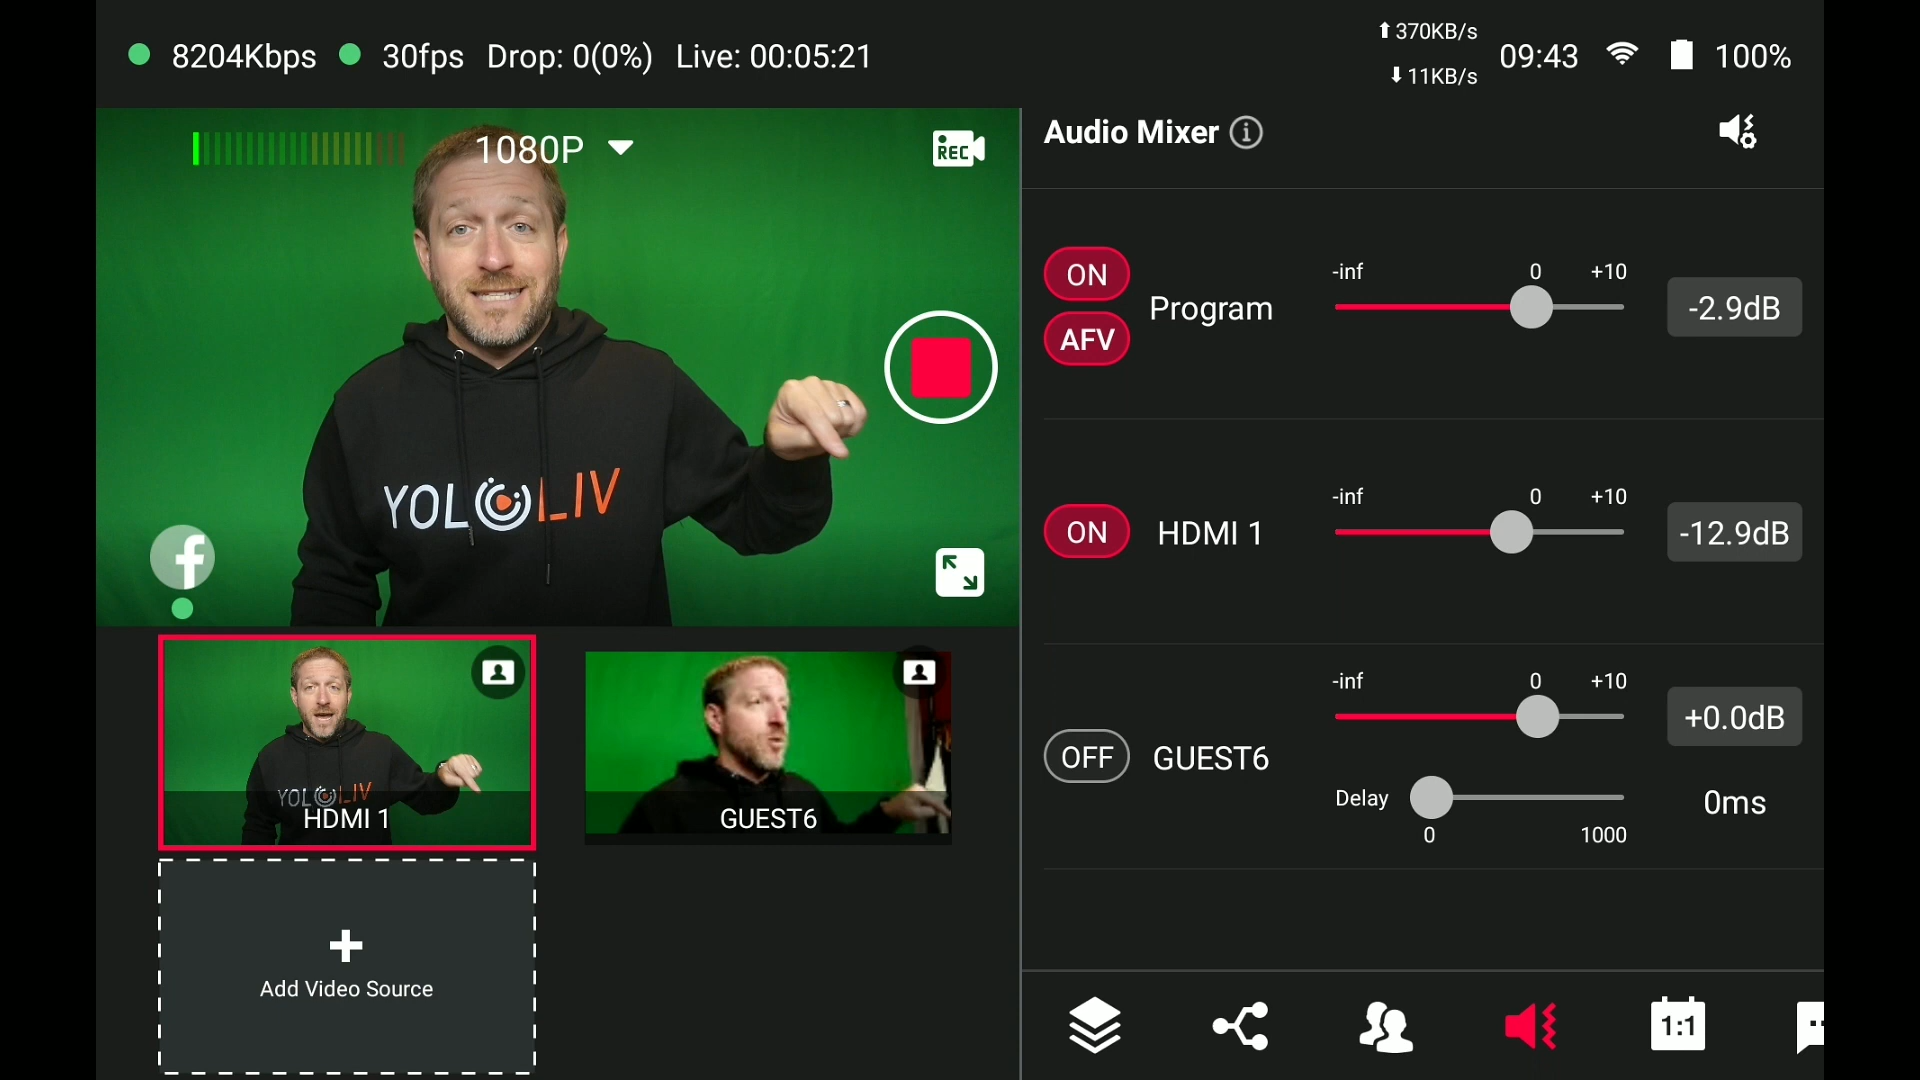 8204Kbps 30fps Drop: 0(0%) Live: 00:05:21
370KB/s
11KB/s
09:43
100%
1080P
REC
YOLOLIV
f
YOLOLIV
HDMI 1
GUEST6
+
Add Video Source
Audio Mixer
ON
AFV
Program
-inf 0 +10
-2.9dB
ON
HDMI 1
-inf 0 +10
-12.9dB
OFF
GUEST6
-inf 0 +10
+0.0dB
Delay
0 1000
0ms
1:1